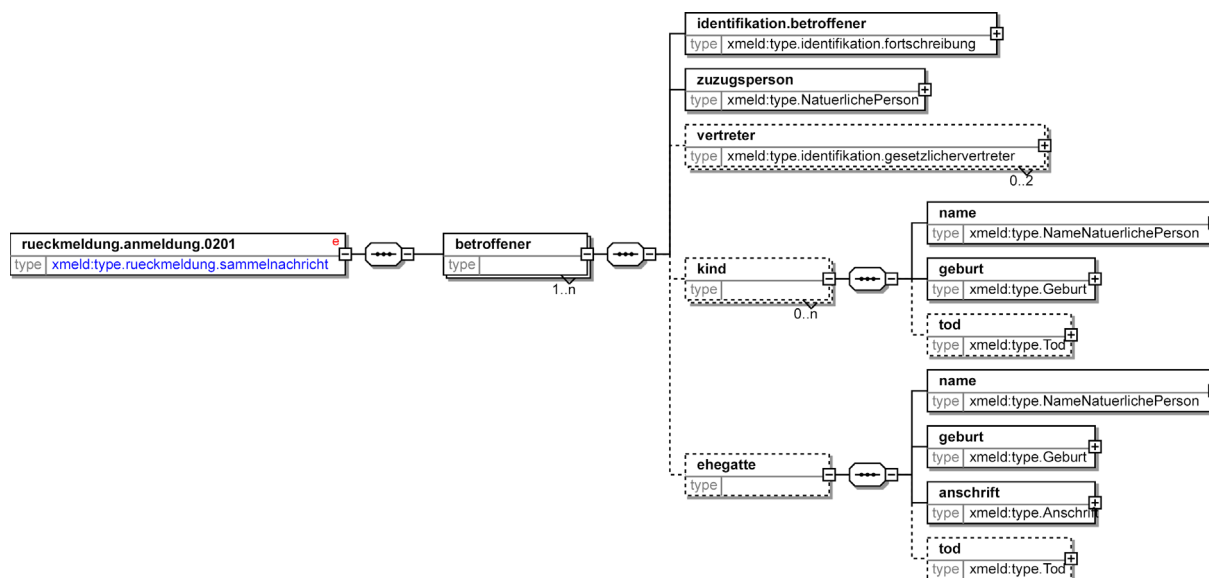 identifikation.betroffener
type xmeld:type.identifikation.fortschreibung
zuzugsperson
type xmeld:type.NatuerlichePerson
vertreter
type xmeld:type.identifikation.gesetzlichervertreter
0..2
rueckmeldung.anmeldung.0201 e
type xmeld:type.rueckmeldung.sammelnachricht
betroffener
type
1..n
kind
type
0..n
name
type xmeld:type.NameNatuerlichePerson
geburt
type xmeld:type.Geburt
tod
type xmeld:type.Tod
ehegatte
type
name
type xmeld:type.NameNatuerlichePerson
geburt
type xmeld:type.Geburt
anschrift
type xmeld:type.Anschrift
tod
type xmeld:type.Tod